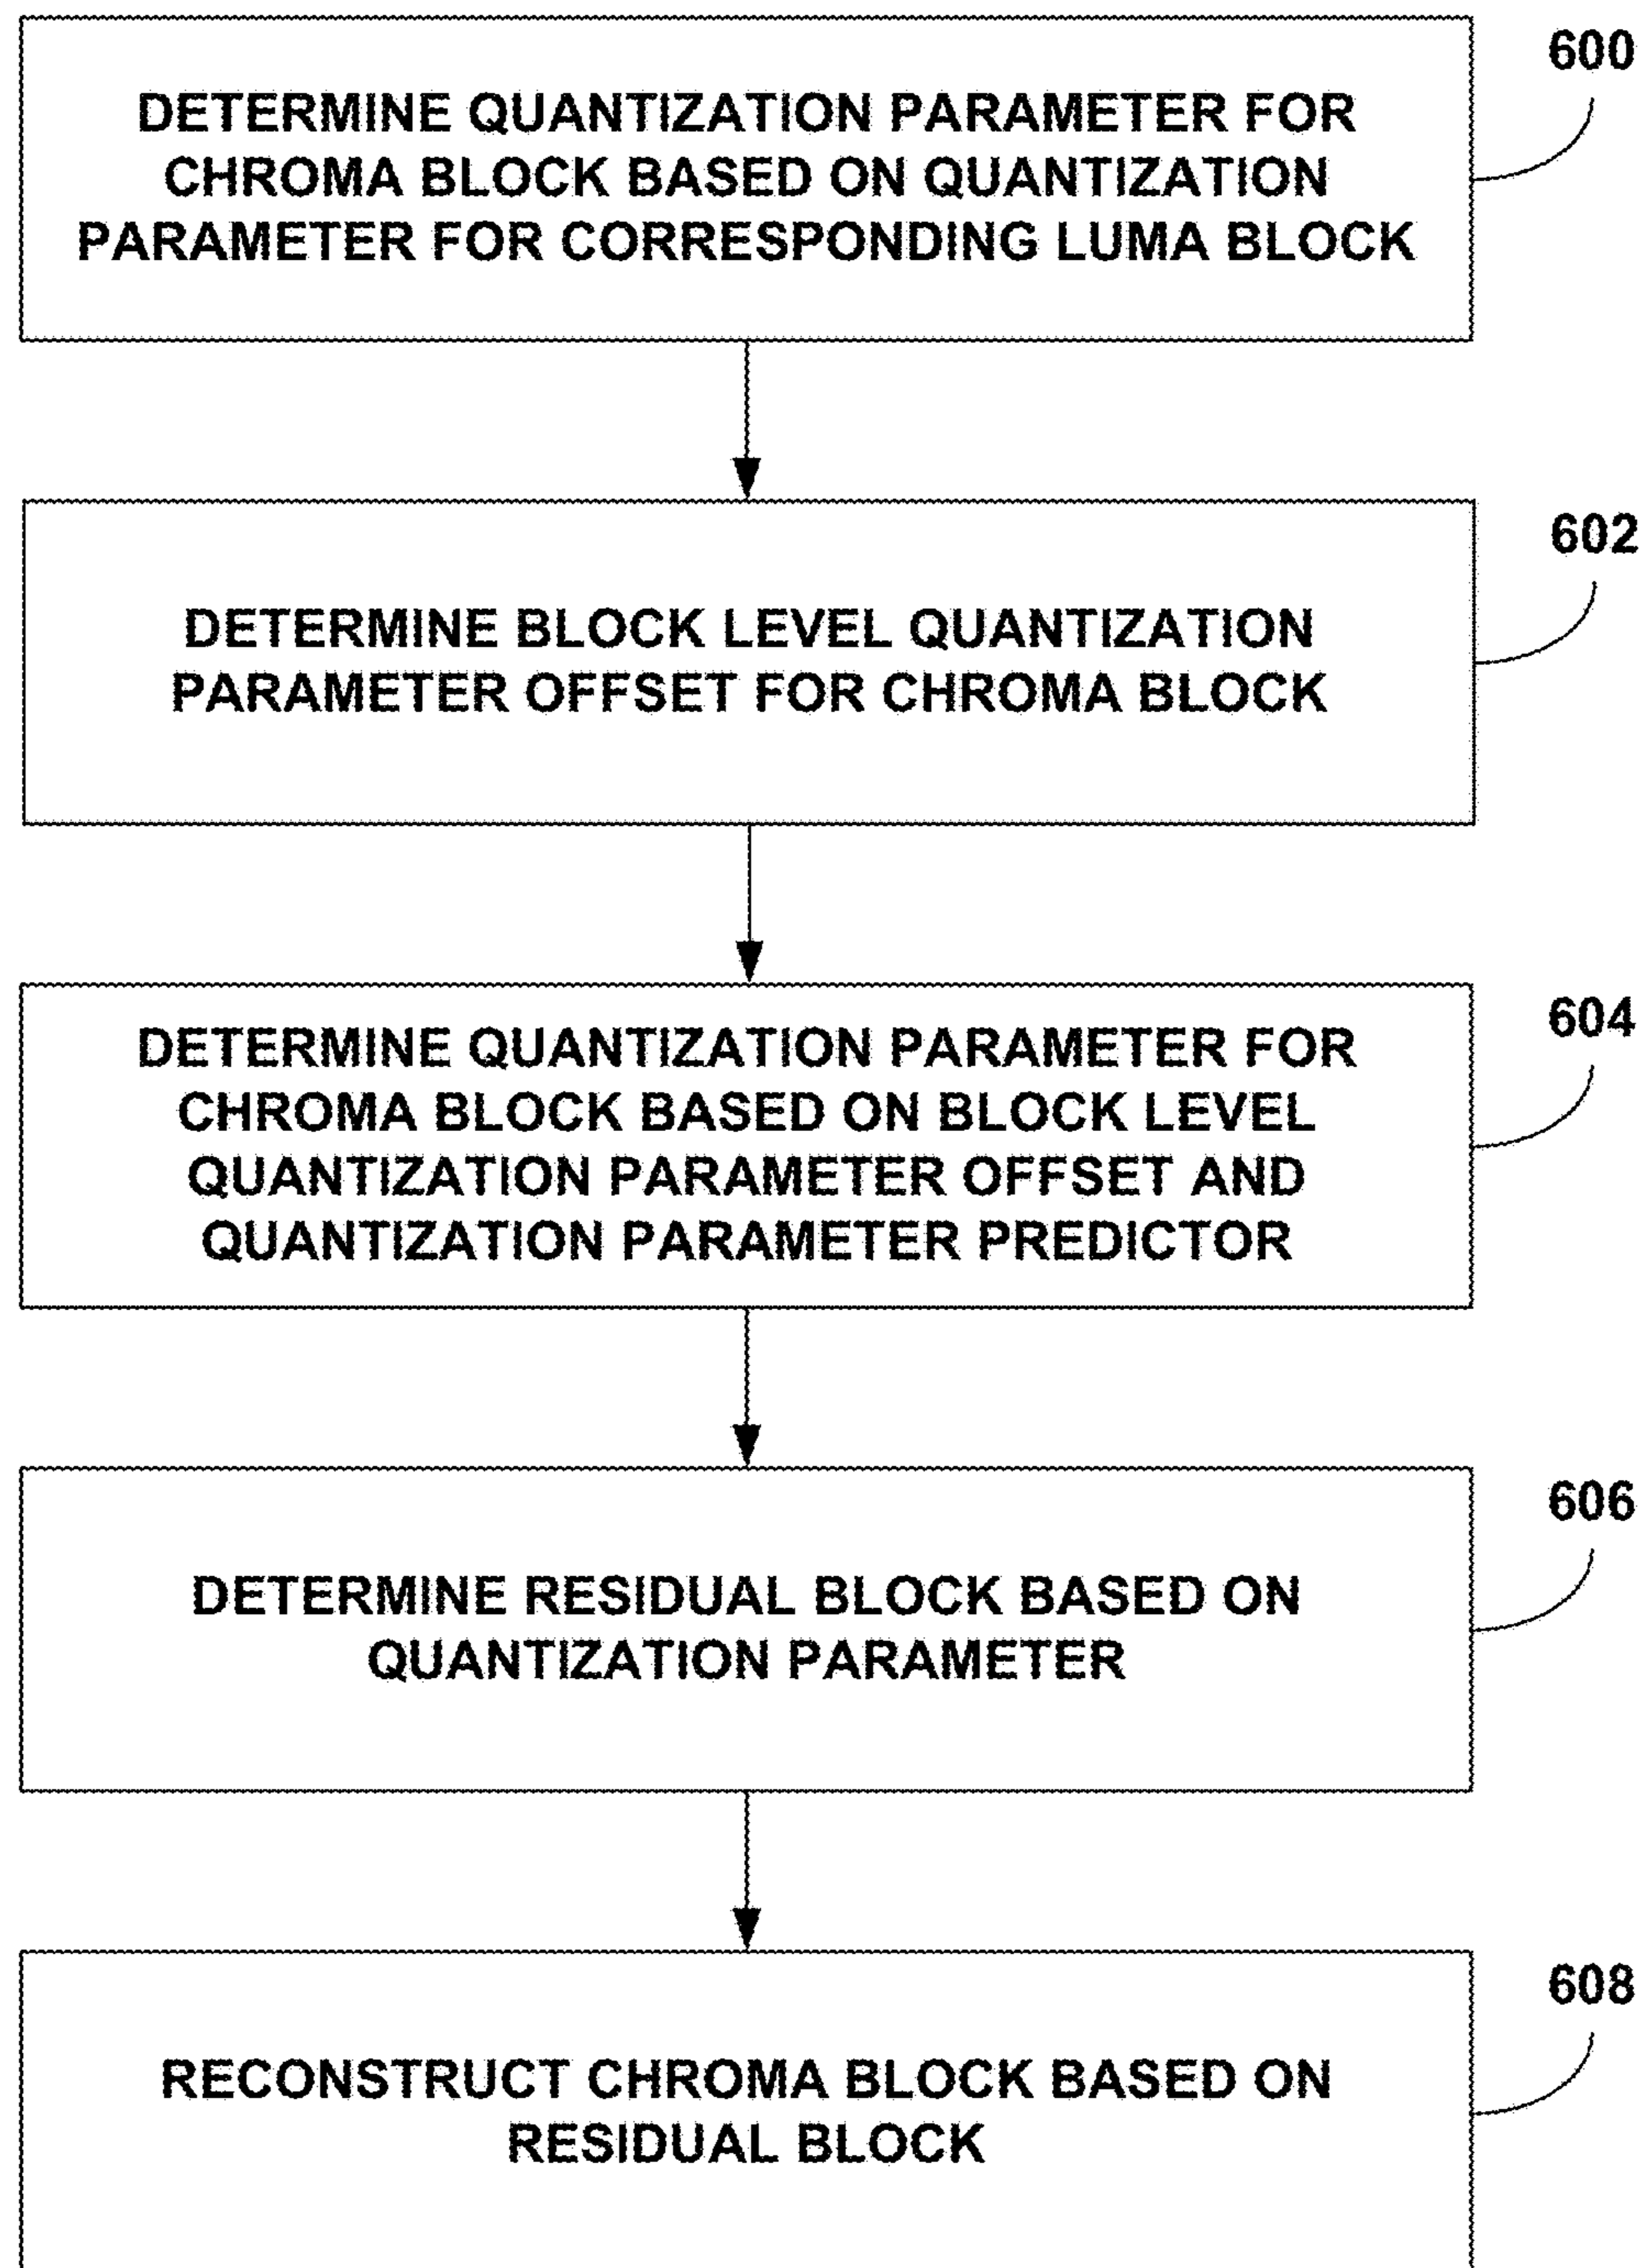 600
DETERMINE QUANTIZATION PARAMETER FOR
CHROMA BLOCK BASED ON QUANTIZATION
PARAMETER FOR CORRESPONDING LUMA BLOCK
602
DETERMINE BLOCK LEVEL QUANTIZATION
PARAMETER OFFSET FOR CHROMA BLOCK
604
DETERMINE QUANTIZATION PARAMETER FOR
CHROMA BLOCK BASED ON BLOCK LEVEL
QUANTIZATION PARAMETER OFFSET AND
QUANTIZATION PARAMETER PREDICTOR
606
DETERMINE RESIDUAL BLOCK BASED ON
QUANTIZATION PARAMETER
608
RECONSTRUCT CHROMA BLOCK BASED ON
RESIDUAL BLOCK